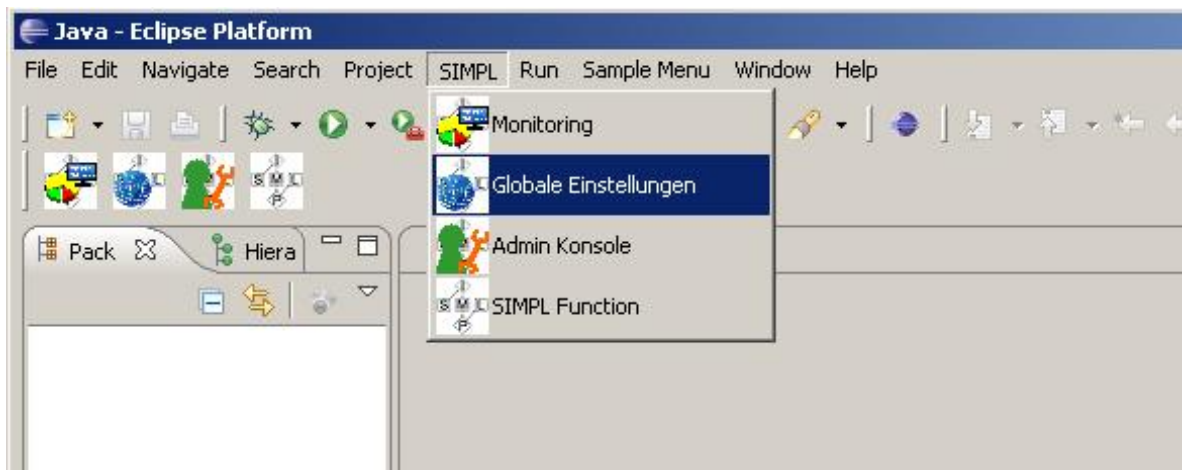 Java - Eclipse Platform
File Edit Navigate Search Project SIMPL Run Sample Menu Window Help
Monitoring
Globale Einstellungen
Admin Konsole
SIMPL Function
Pack Hiera